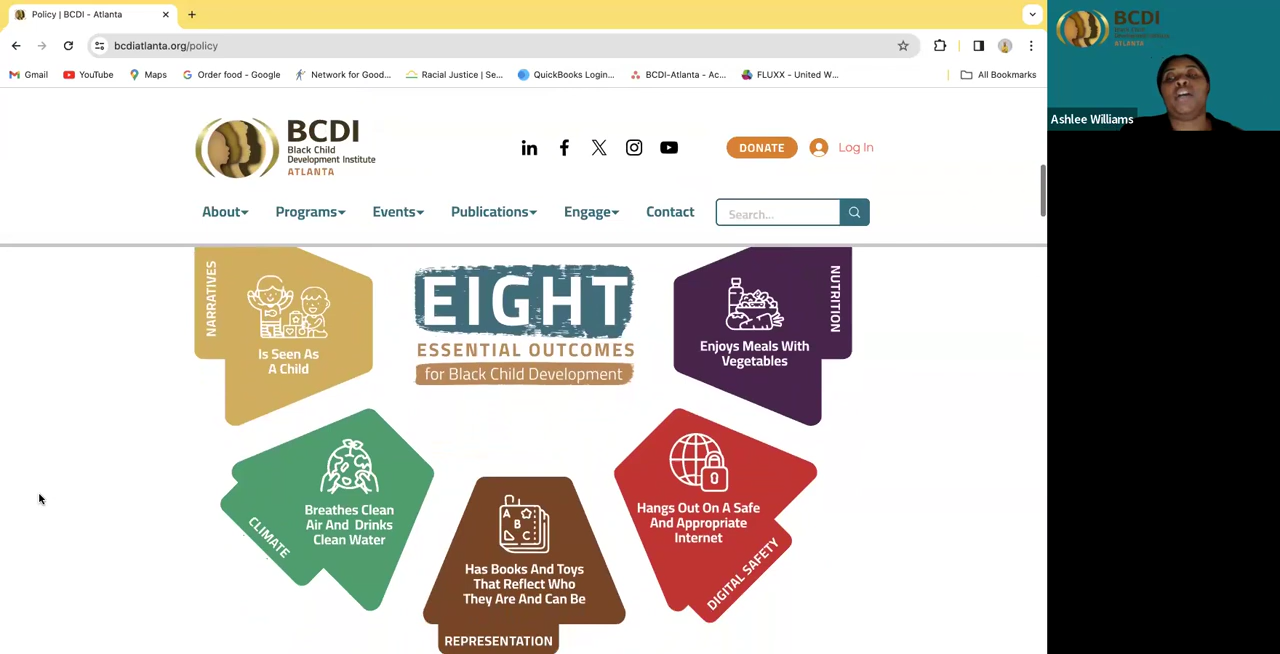 Policy | BCDI - Atlanta
bcdiatlanta.org/policy
Gmail
YouTube
Maps
Order food - Google
Network for Good...
Racial Justice | Se...
QuickBooks Login...
BCDI-Atlanta - Ac...
FLUXX - United W...
All Bookmarks
BCDI
Black Child
Development Institute
ATLANTA
DONATE
Log In
About
Programs
Events
Publications
Engage
Contact
Search...
NARRATIVES
Is Seen As
A Child
EIGHT
ESSENTIAL OUTCOMES
for Black Child Development
NUTRITION
Enjoys Meals With
Vegetables
CLIMATE
Breathes Clean
Air And Drinks
Clean Water
A
B
C
Has Books And Toys
That Reflect Who
They Are And Can Be
REPRESENTATION
Hangs Out On A Safe
And Appropriate
Internet
DIGITAL SAFETY
BCDI
Black Child
Development Institute
ATLANTA
Ashlee Williams